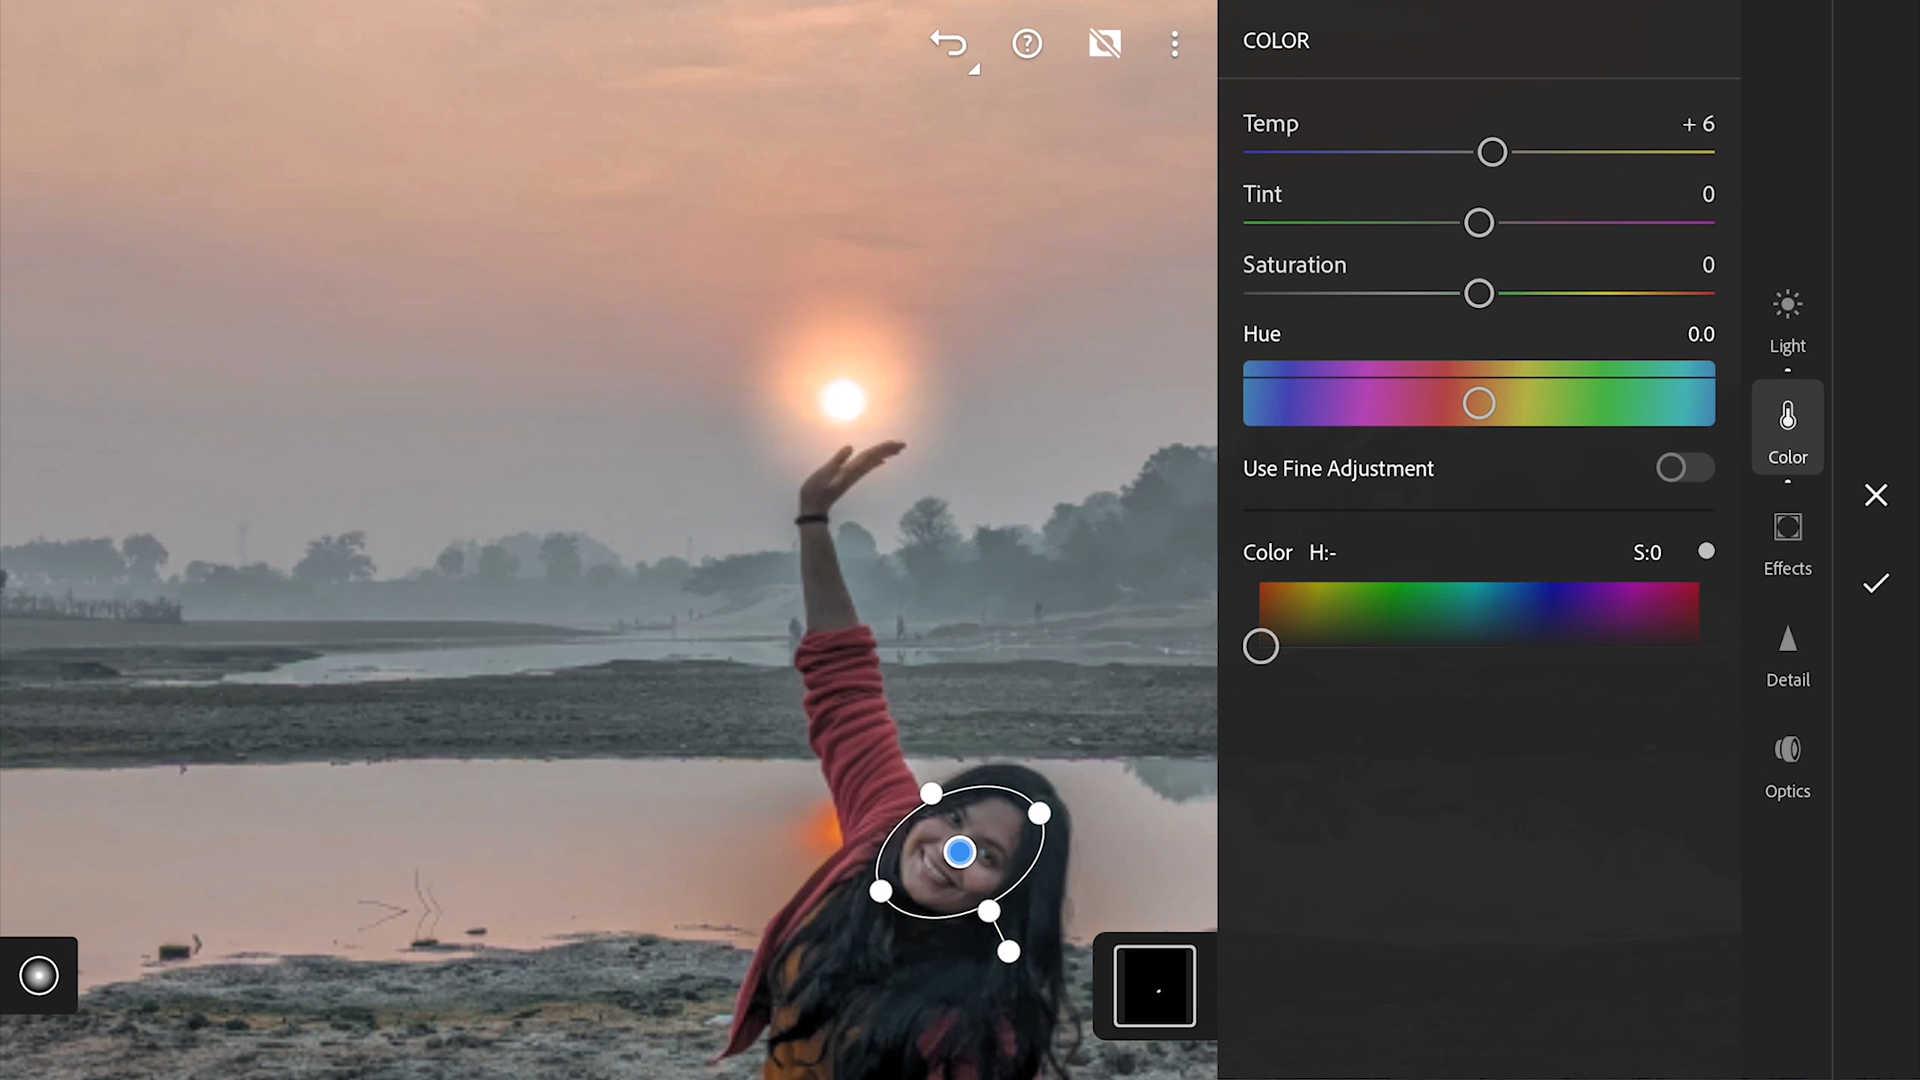 COLOR
Temp + 6
Tint 0
Saturation 0
Hue 0.0
Use Fine Adjustment
Color H:- S:0
Light
Color
Effects
Detail
Optics